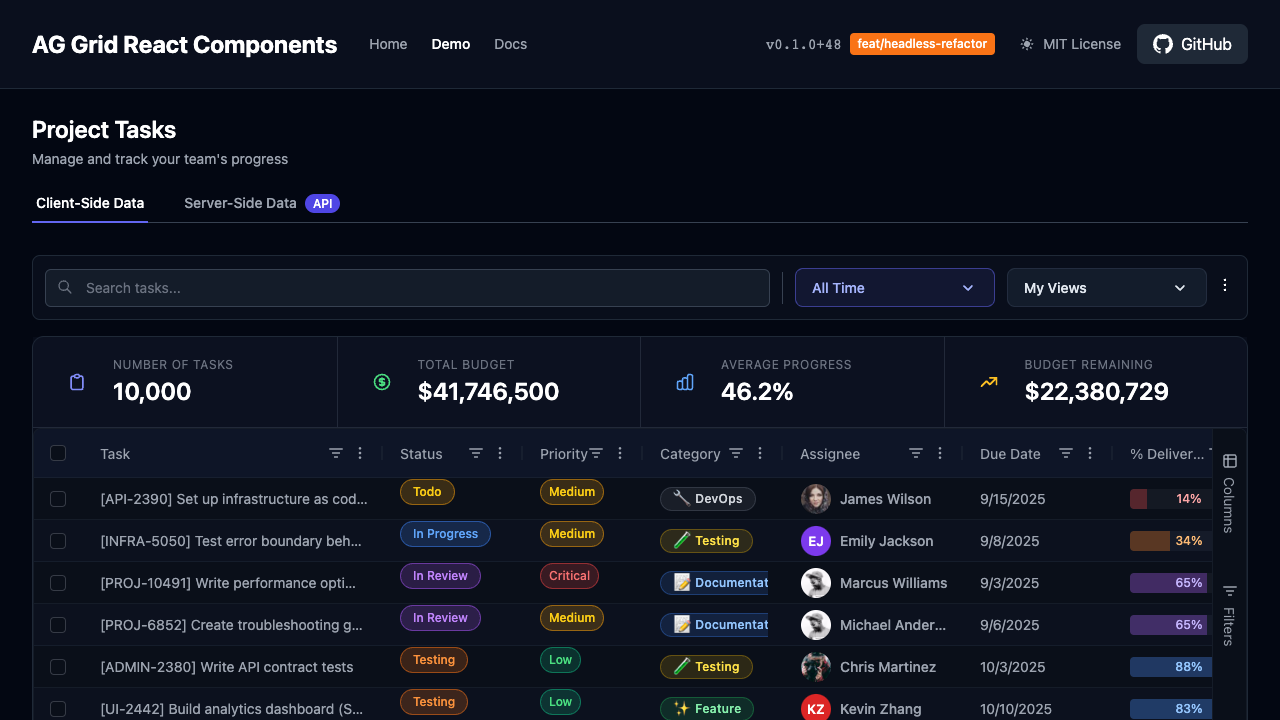 AG Grid React Components Home Demo Docs v0.1.0+48 feat/headless-refactor MIT License GitHub
Project Tasks
Manage and track your team's progress
Client-Side Data Server-Side Data API
Search tasks... All Time My Views
NUMBER OF TASKS TOTAL BUDGET AVERAGE PROGRESS BUDGET REMAINING
10,000 $41,746,500 46.2% $22,380,729
Task Status Priority Category Assignee Due Date % Deliver...
[API-2390] Set up infrastructure as cod... Todo Medium DevOps James Wilson 9/15/2025 14%
[INFRA-5050] Test error boundary beh... In Progress Medium Testing EJ Emily Jackson 9/8/2025 34%
[PROJ-10491] Write performance opti... In Review Critical Documentat Marcus Williams 9/3/2025 65%
[PROJ-6852] Create troubleshooting g... In Review Medium Documentat Michael Ander... 9/6/2025 65%
[ADMIN-2380] Write API contract tests Testing Low Testing Chris Martinez 10/3/2025 88%
[UI-2442] Build analytics dashboard (S... Testing Low Feature KZ Kevin Zhang 10/10/2025 83%
Columns
Filters